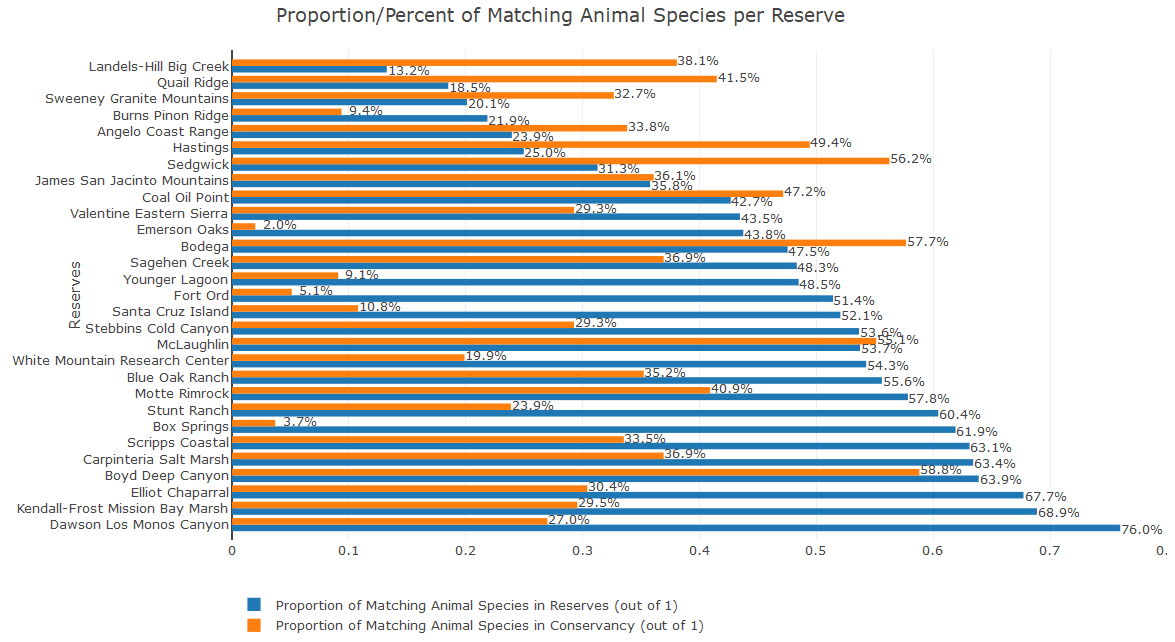 Proportion/Percent of Matching Animal Species per Reserve
Reserves
Landels-Hill Big Creek 38.1% 13.2%
Quail Ridge 41.5% 18.5%
Sweeney Granite Mountains 32.7% 20.1%
Burns Pinon Ridge 9.4% 21.9%
Angelo Coast Range 33.8% 23.9%
Hastings 49.4% 25.0%
Sedgwick 56.2% 31.3%
James San Jacinto Mountains 36.1% 35.8%
Coal Oil Point 47.2% 42.7%
Valentine Eastern Sierra 29.3% 43.5%
Emerson Oaks 2.0% 43.8%
Bodega 57.7% 47.5%
Sagehen Creek 36.9% 48.3%
Younger Lagoon 9.1% 48.5%
Fort Ord 5.1% 51.4%
Santa Cruz Island 10.8% 52.1%
Stebbins Cold Canyon 29.3% 53.6%
McLaughlin 55.1% 53.7%
White Mountain Research Center 19.9% 54.3%
Blue Oak Ranch 35.2% 55.6%
Motte Rimrock 40.9% 57.8%
Stunt Ranch 23.9% 60.4%
Box Springs 3.7% 61.9%
Scripps Coastal 33.5% 63.1%
Carpinteria Salt Marsh 36.9% 63.4%
Boyd Deep Canyon 58.8% 63.9%
Elliot Chaparral 30.4% 67.7%
Kendall-Frost Mission Bay Marsh 29.5% 68.9%
Dawson Los Monos Canyon 27.0% 76.0%
0 0.1 0.2 0.3 0.4 0.5 0.6 0.7 0.
Proportion of Matching Animal Species in Reserves (out of 1)
Proportion of Matching Animal Species in Conservancy (out of 1)